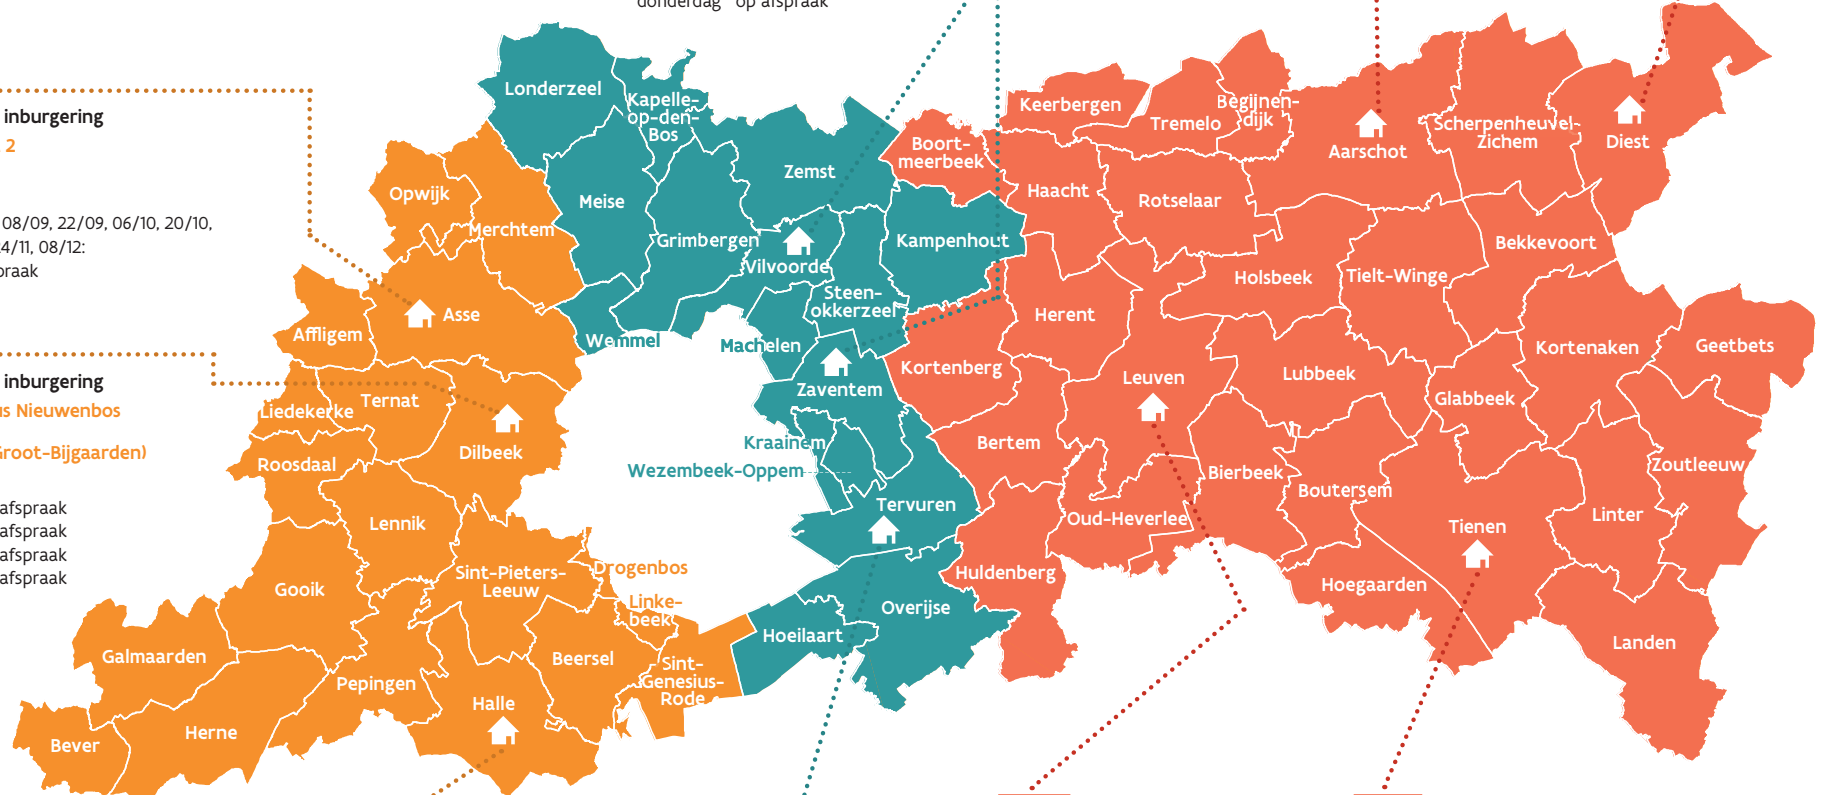 donderdag op afspraak
inburgering
2
08/09, 22/09, 06/10, 20/10,
24/11, 08/12:
inburgering
Nieuwenbos
Groot-Bijgaarden)
afspraak
afspraak
afspraak
afspraak
Londerzeel
Kapelle-
op-den-
Bos
Zemst
Meise
Grimbergen
Vilvoorde
Kampenhout
Steen-
okkerzeel
Wemmel
Machelen
Zaventem
Kraainem
Wezembeek-Oppem
Tervuren
Overijse
Hoeilaart
Opwijk
Merchtem
Asse
Affligem
Liedekerke
Ternat
Dilbeek
Roosdaal
Lennik
Gooik
Sint-Pieters-
Leeuw
Drogenbos
Linke-
beek
Sint-
Genesius-
Rode
Beersel
Halle
Pepingen
Galmaarden
Herne
Bever
Boort-
meerbeek
Keerbergen
Tremelo
Begijnen-
dijk
Aarschot
Scherpenheuvel-
Zichem
Diest
Haacht
Rotselaar
Herent
Holsbeek
Tielt-Winge
Bekkevoort
Kortenberg
Leuven
Lubbeek
Glabbeek
Kortenaken
Geetbets
Bertem
Bierbeek
Boutersem
Zoutleeuw
Linter
Tienen
Oud-Heverlee
Huldenberg
Hoegaarden
Landen